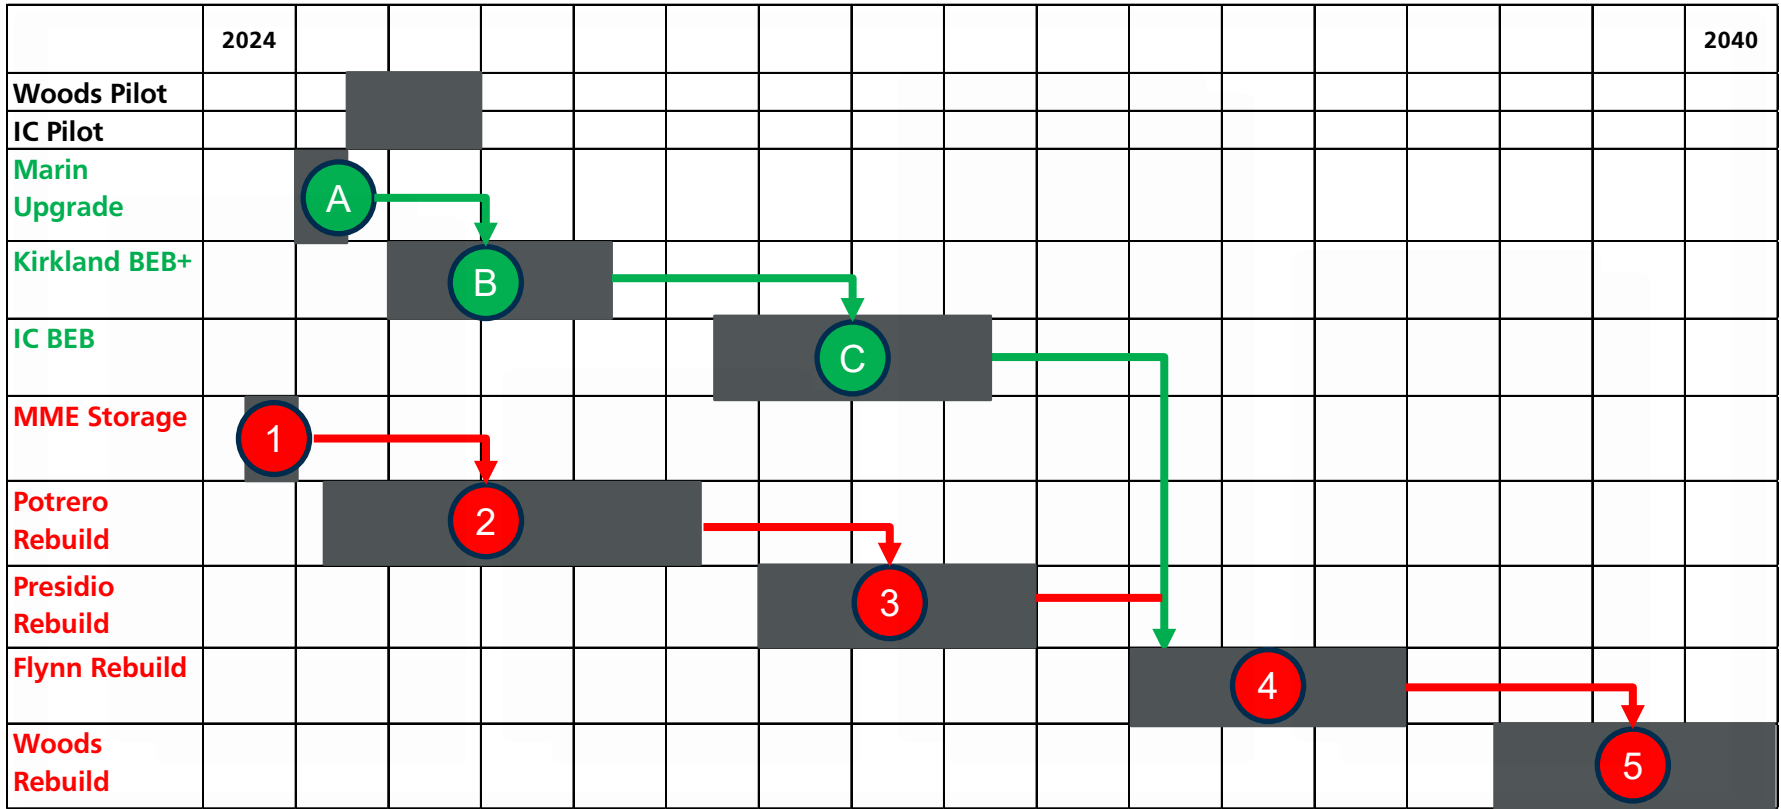 2024
2040
Woods Pilot
IC Pilot
Marin
Upgrade
A
Kirkland BEB+
B
IC BEB
C
MME Storage
1
Potrero
Rebuild
2
Presidio
Rebuild
3
Flynn Rebuild
4
Woods
Rebuild
5